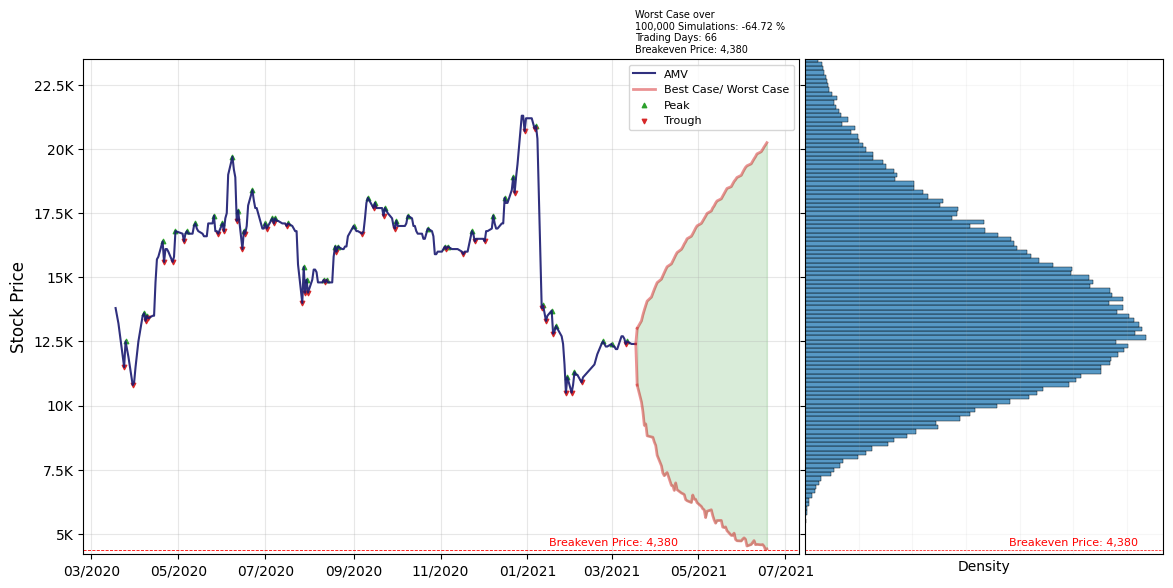 Worst Case over
100,000 Simulations: -64.72 %
Trading Days: 66
Breakeven Price: 4,380
AMV
Best Case/ Worst Case
Peak
Trough
Stock Price
22.5K
20K
17.5K
15K
12.5K
10K
7.5K
5K
Breakeven Price: 4,380
Breakeven Price: 4,380
03/2020
05/2020
07/2020
09/2020
11/2020
01/2021
03/2021
05/2021
07/2021
Density